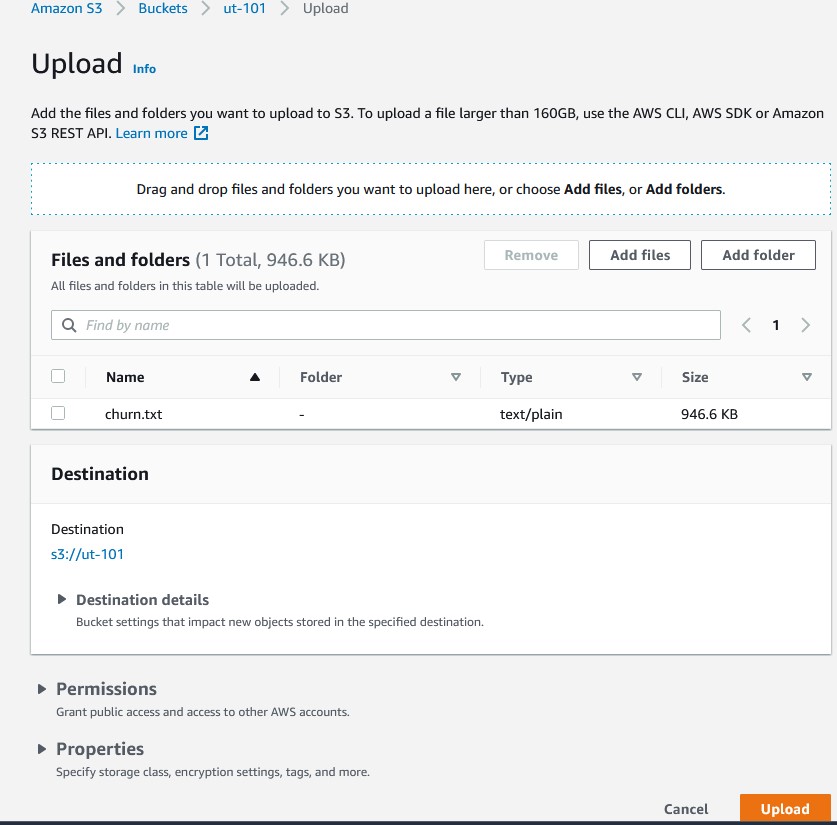 Amazon S3 > Buckets > ut-101 > Upload
Upload Info
Add the files and folders you want to upload to S3. To upload a file larger than 160GB, use the AWS CLI, AWS SDK or Amazon
S3 REST API. Learn more
Drag and drop files and folders you want to upload here, or choose Add files, or Add folders.
Files and folders (1 Total, 946.6 KB)
Remove
Add files
Add folder
All files and folders in this table will be uploaded.
Find by name
< 1 >
Name Folder Type Size
churn.txt - text/plain 946.6 KB
Destination
Destination
s3://ut-101
Destination details
Bucket settings that impact new objects stored in the specified destination.
Permissions
Grant public access and access to other AWS accounts.
Properties
Specify storage class, encryption settings, tags, and more.
Cancel Upload